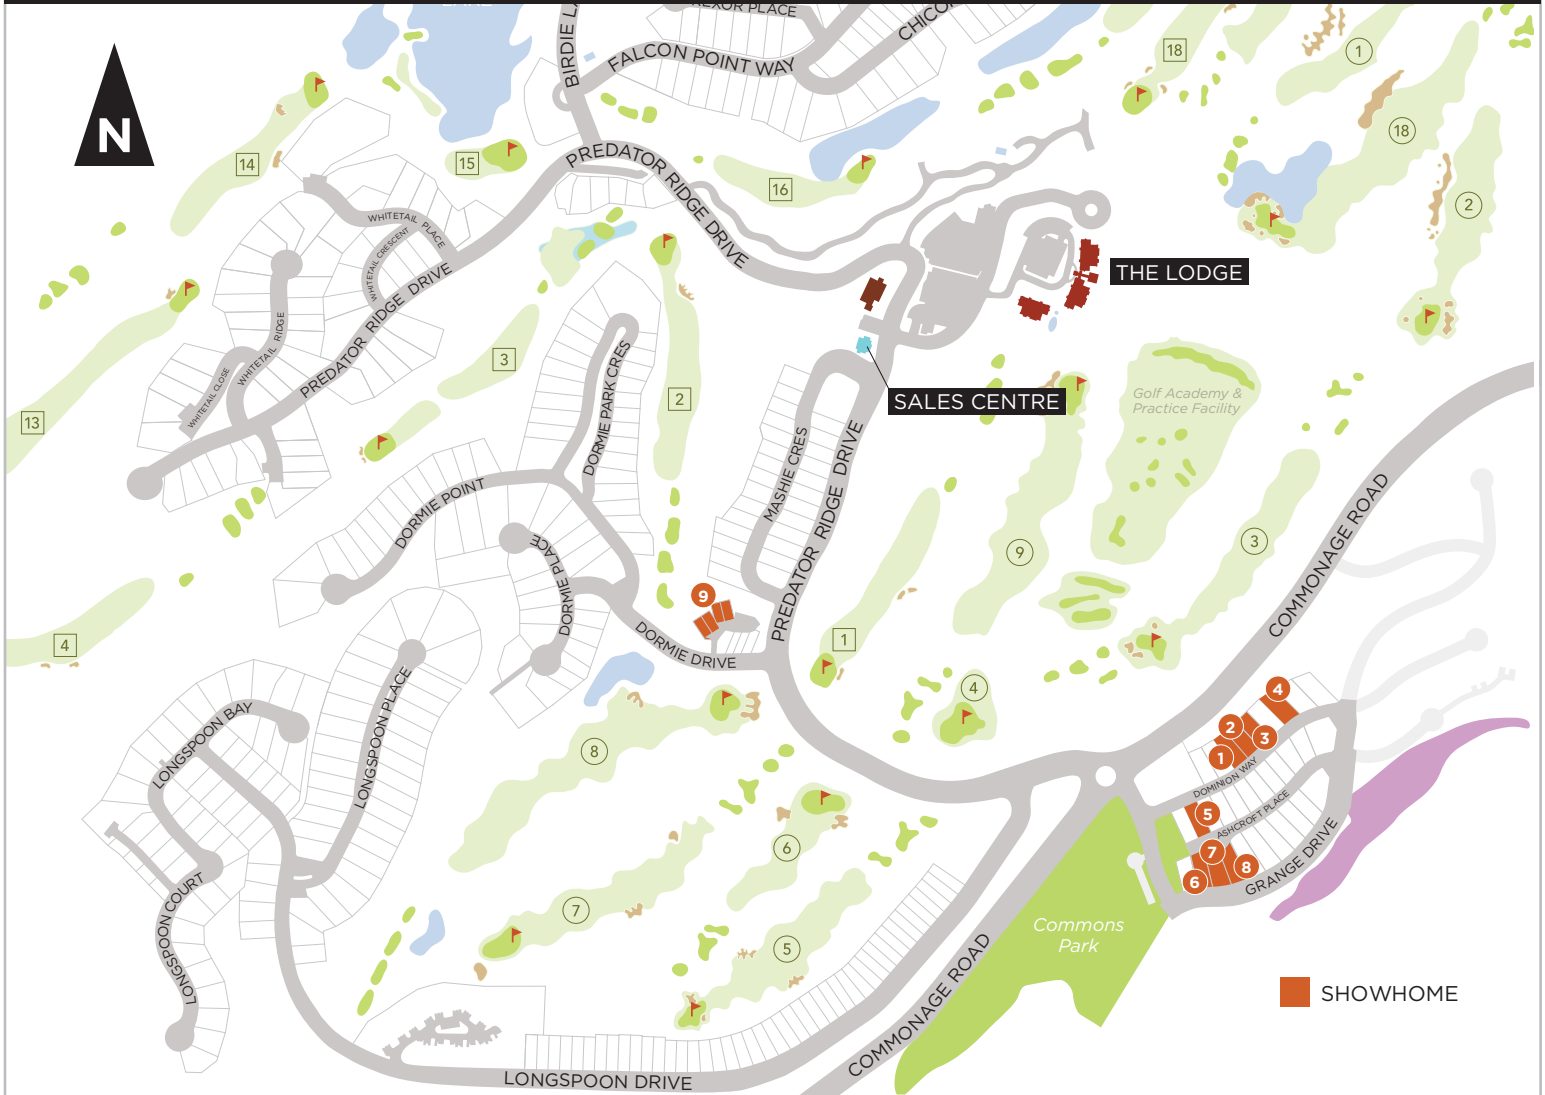 LAKE
PLACE
CHICO
BIRDIE LA
FALCON POINT WAY
18
1
N
14
15
PREDATOR RIDGE DRIVE
16
18
2
WHITETAIL PLACE
WHITETAIL CRESCENT
THE LODGE
PREDATOR RIDGE DRIVE
WHITETAIL RIDGE
WHITETAIL CLOSE
3
DORMIE PARK CRES
2
SALES CENTRE
Golf Academy &
Practice Facility
13
MASHIE CRES
PREDATOR RIDGE DRIVE
DORMIE POINT
DORMIE PLACE
9
3
COMMONAGE ROAD
9
4
DORMIE DRIVE
1
4
4
LONGSPOON PLACE
LONGSPOON BAY
8
2
3
1
DOMINION WAY
5
ASHCROFT PLACE
6
7
8
6
GRANGE DRIVE
LONGSPOON COURT
7
5
Commons
Park
COMMONAGE ROAD
SHOWHOME
LONGSPOON DRIVE